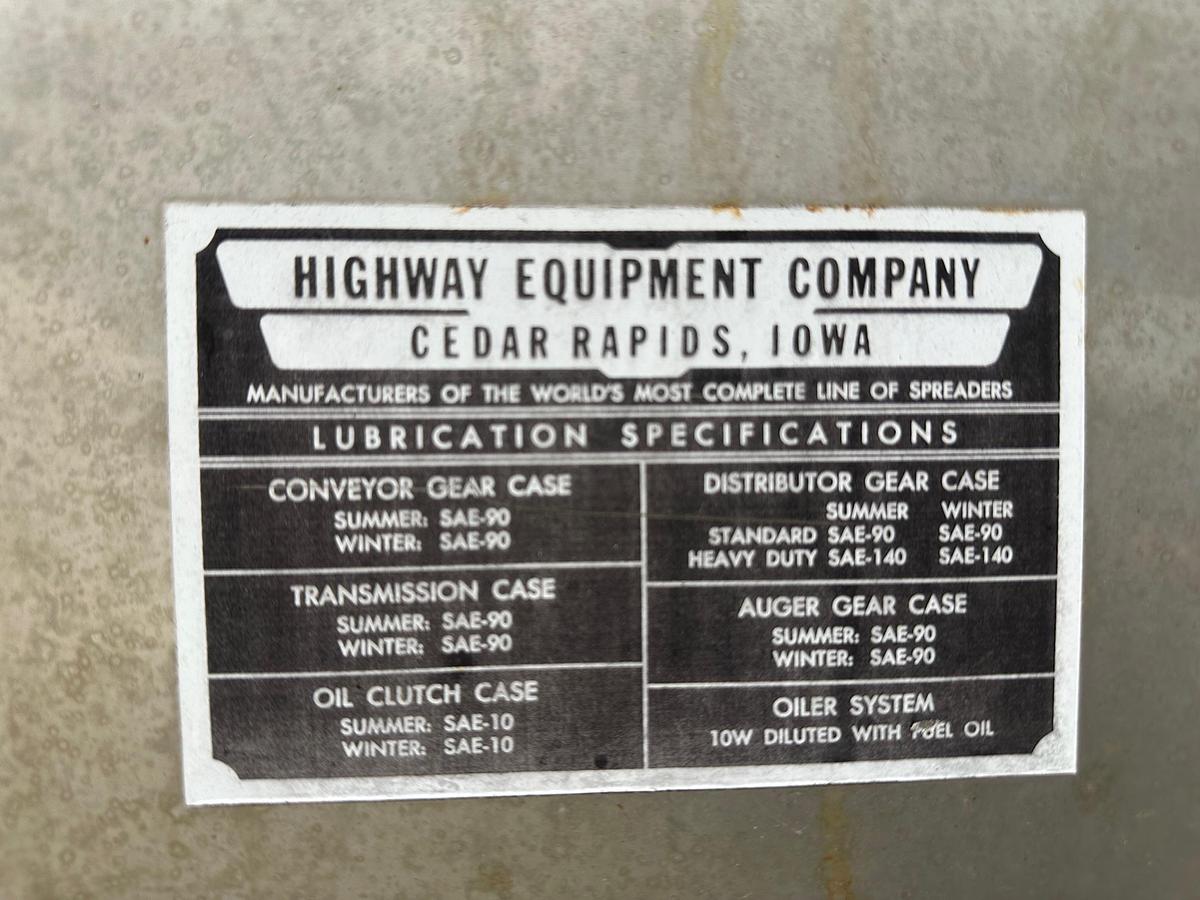 HIGHWAY EQUIPMENT COMPANY
CEDAR RAPIDS, IOWA
MANUFACTURERS OF THE WORLD'S MOST COMPLETE LINE OF SPREADERS
LUBRICATION SPECIFICATIONS
CONVEYOR GEAR CASE
SUMMER: SAE-90
WINTER: SAE-90
TRANSMISSION CASE
SUMMER: SAE-90
WINTER: SAE-90
OIL CLUTCH CASE
SUMMER: SAE-10
WINTER: SAE-10
DISTRIBUTOR GEAR CASE
SUMMER WINTER
STANDARD SAE-90 SAE-90
HEAVY DUTY SAE-140 SAE-140
AUGER GEAR CASE
SUMMER: SAE-90
WINTER: SAE-90
OILER SYSTEM
10W DILUTED WITH FUEL OIL